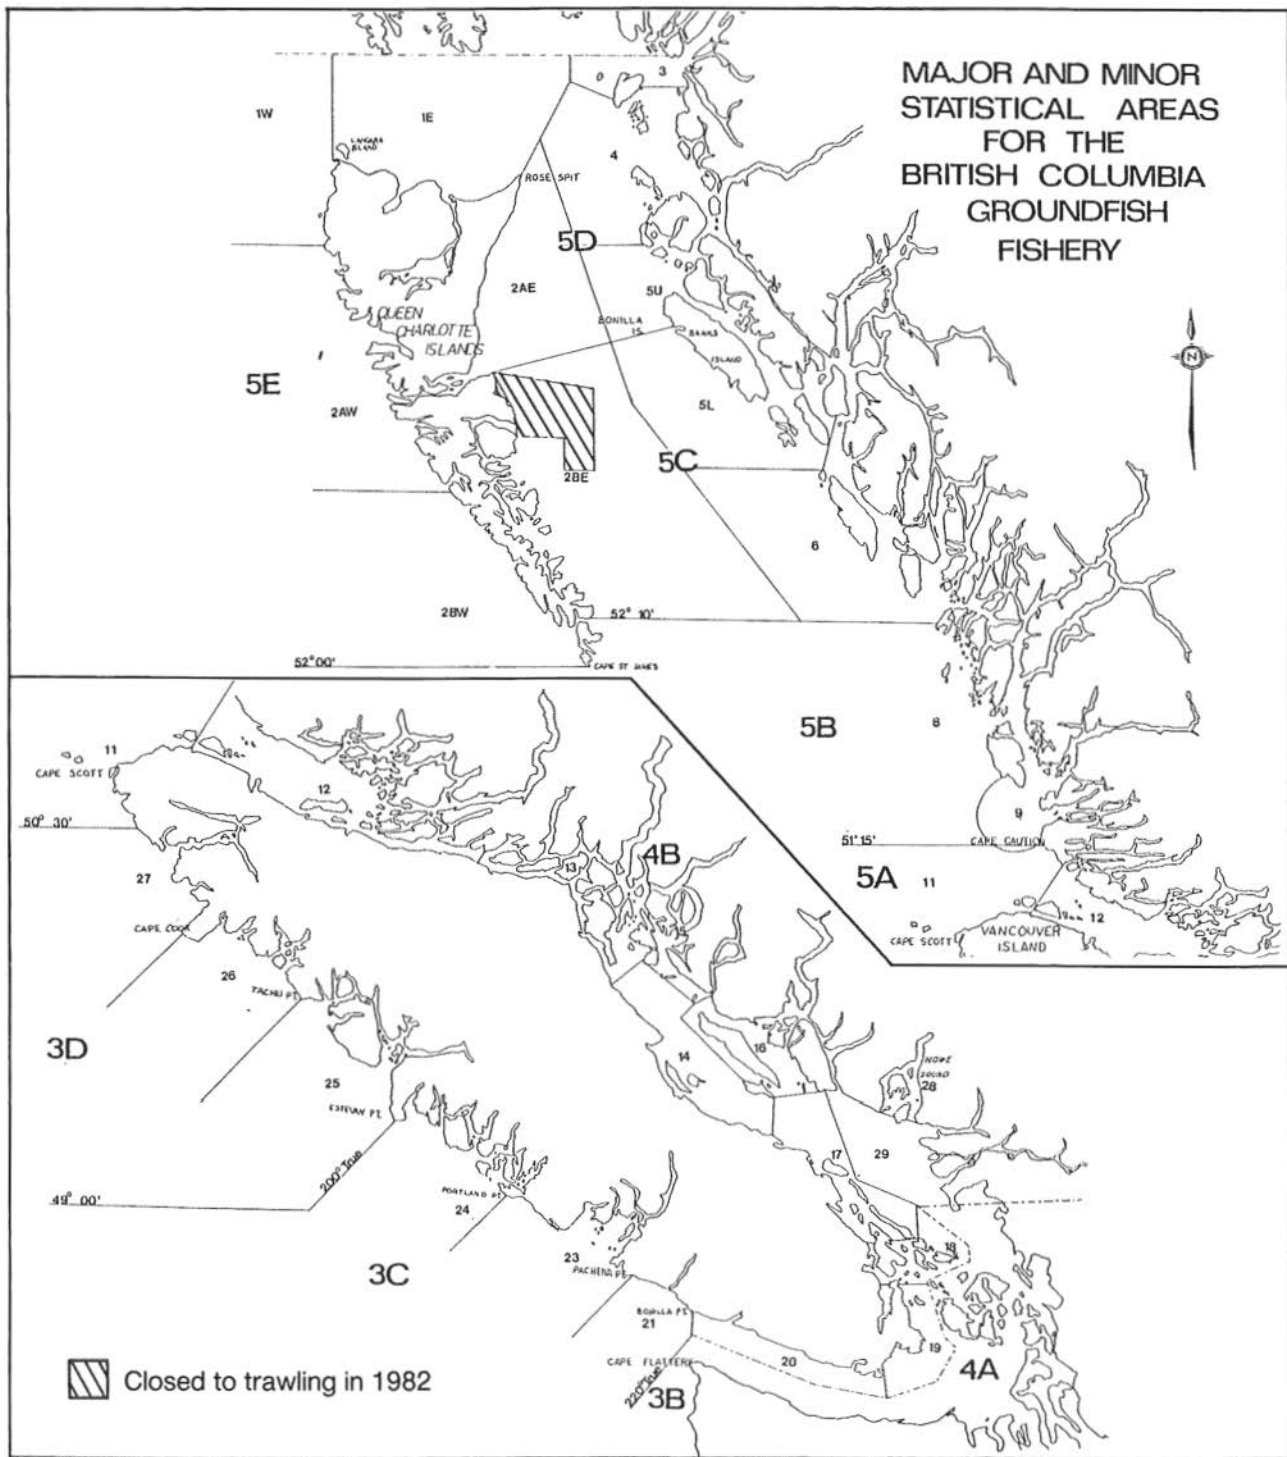 MAJOR AND MINOR
STATISTICAL AREAS
FOR THE
BRITISH COLUMBIA
GROUNDFISH
FISHERY
3
1W
1E
LANGARA
ISLAND
4
ROSE SPIT
5D
2AE
5U
BONILLA
IS.
BANKS
ISLAND
QUEEN
CHARLOTTE
ISLANDS
5E
2AW
5L
5C
2BE
6
N
2BW
52° 10'
52° 00'
CAPE ST JAMES
5B
8
9
51° 15'
CAPE CAUTION
5A
11
12
CAPE SCOTT
VANCOUVER
ISLAND
11
CAPE SCOTT
12
50° 30'
13
4B
27
CAPE COOK
15
26
TACHU PT.
3D
14
16
HOWE
SOUND
28
25
ESTEVAN PT.
17
29
200° True
49° 00'
PORTLAND PT.
24
18
23
3C
PACHENA PT.
BONILLA PT.
21
19
20
CAPE FLATTERY
4A
220° True
3B
Closed to trawling in 1982